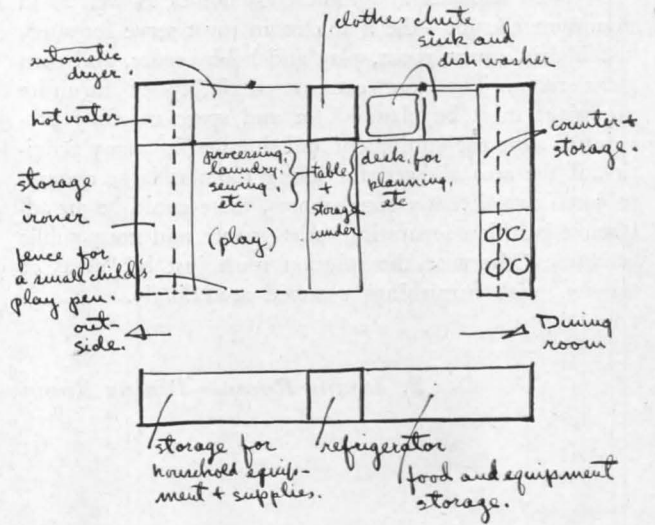 clothes chute
sink and
dishwasher
automatic
dryer.
hot water
counter +
storage.
processing,
laundry,
sewing
etc.
(play)
table
+
storage
under
desk for
planning,
etc
storage
ironer
fence for
a small child's
play pen.
out-
side.
Dining
room
storage for
household equip-
ment + supplies.
refrigerator
food and equipment
storage.